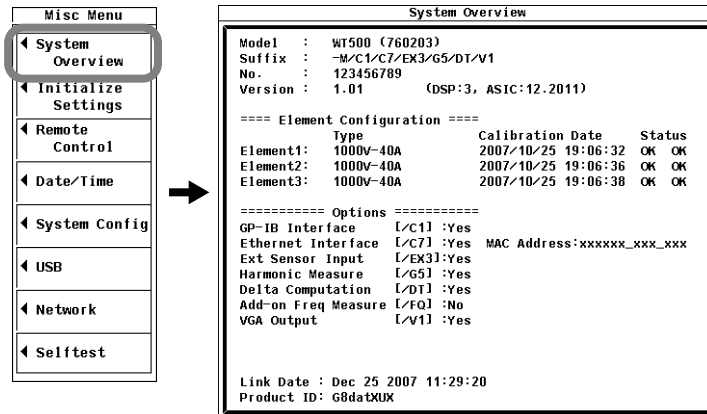 Misc Menu
System
Overview
Initialize
Settings
Remote
Control
Date/Time
System Config
USB
Network
Selftest
System Overview
Model : WT500 (760203)
Suffix : -M/C1/C7/EX3/G5/DT/V1
No. : 123456789
Version : 1.01 (DSP:3, ASIC:12.2011)
==== Element Configuration ====
Type Calibration Date Status
Element1: 1000V-40A 2007/10/25 19:06:32 OK OK
Element2: 1000V-40A 2007/10/25 19:06:36 OK OK
Element3: 1000V-40A 2007/10/25 19:06:38 OK OK
=========== Options ===========
GP-IB Interface [/C1] :Yes
Ethernet Interface [/C7] :Yes MAC Address:xxxxxx_xxx_xxx
Ext Sensor Input [/EX3]:Yes
Harmonic Measure [/G5] :Yes
Delta Computation [/DT] :Yes
Add-on Freq Measure [/FQ] :No
VGA Output [/V1] :Yes
Link Date : Dec 25 2007 11:29:20
Product ID: G8datXUX